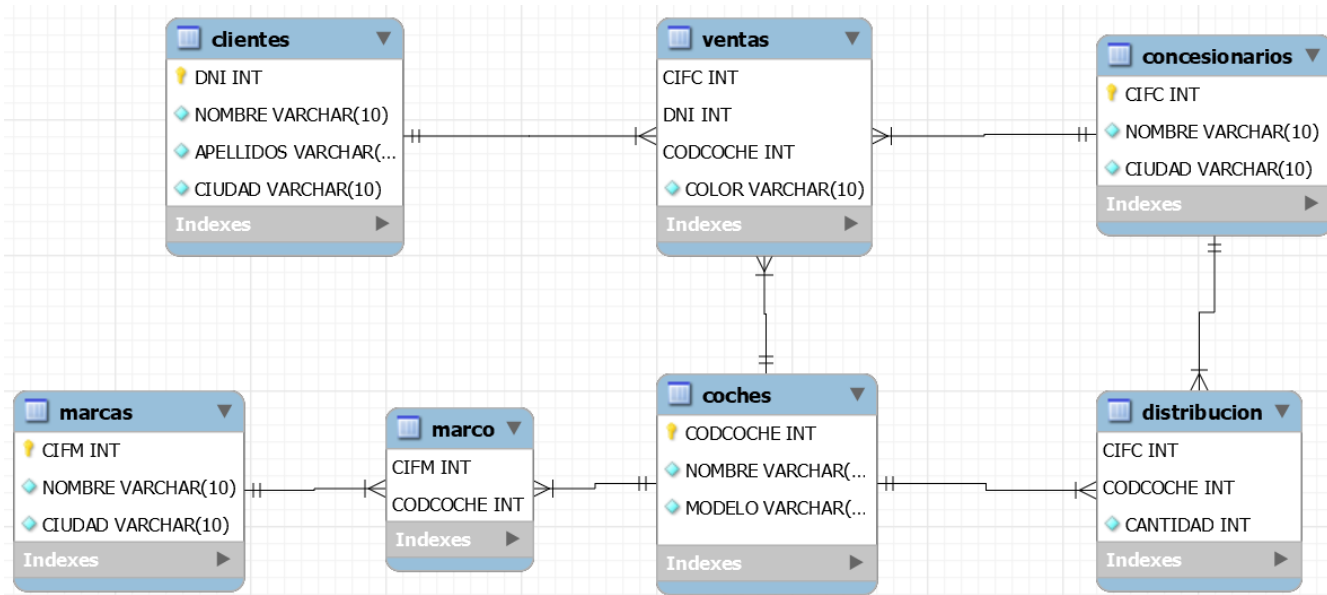 clientes
DNI INT
NOMBRE VARCHAR(10)
APELLIDOS VARCHAR(...
CIUDAD VARCHAR(10)
Indexes
ventas
CIFC INT
DNI INT
CODCOCHE INT
COLOR VARCHAR(10)
Indexes
concesionarios
CIFC INT
NOMBRE VARCHAR(10)
CIUDAD VARCHAR(10)
Indexes
marcas
CIFM INT
NOMBRE VARCHAR(10)
CIUDAD VARCHAR(10)
Indexes
marco
CIFM INT
CODCOCHE INT
Indexes
coches
CODCOCHE INT
NOMBRE VARCHAR(...
MODELO VARCHAR(...
Indexes
distribucion
CIFC INT
CODCOCHE INT
CANTIDAD INT
Indexes